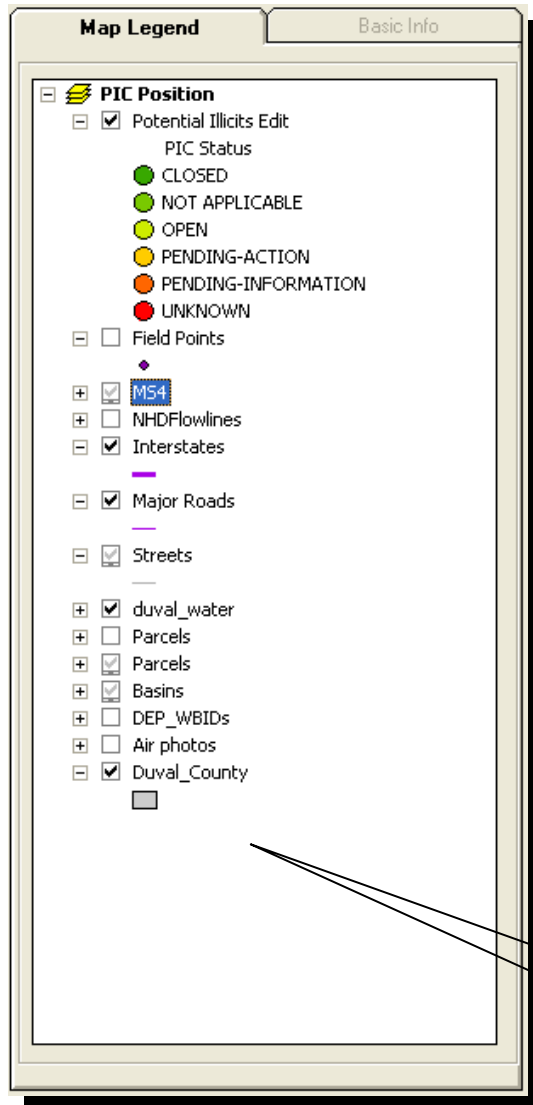 Map Legend
Basic Info
PIC Position
Potential Illicits Edit
PIC Status
CLOSED
NOT APPLICABLE
OPEN
PENDING-ACTION
PENDING-INFORMATION
UNKNOWN
Field Points
MS4
NHDFlowlines
Interstates
Major Roads
Streets
duval_water
Parcels
Parcels
Basins
DEP_WBIDs
Air photos
Duval_County